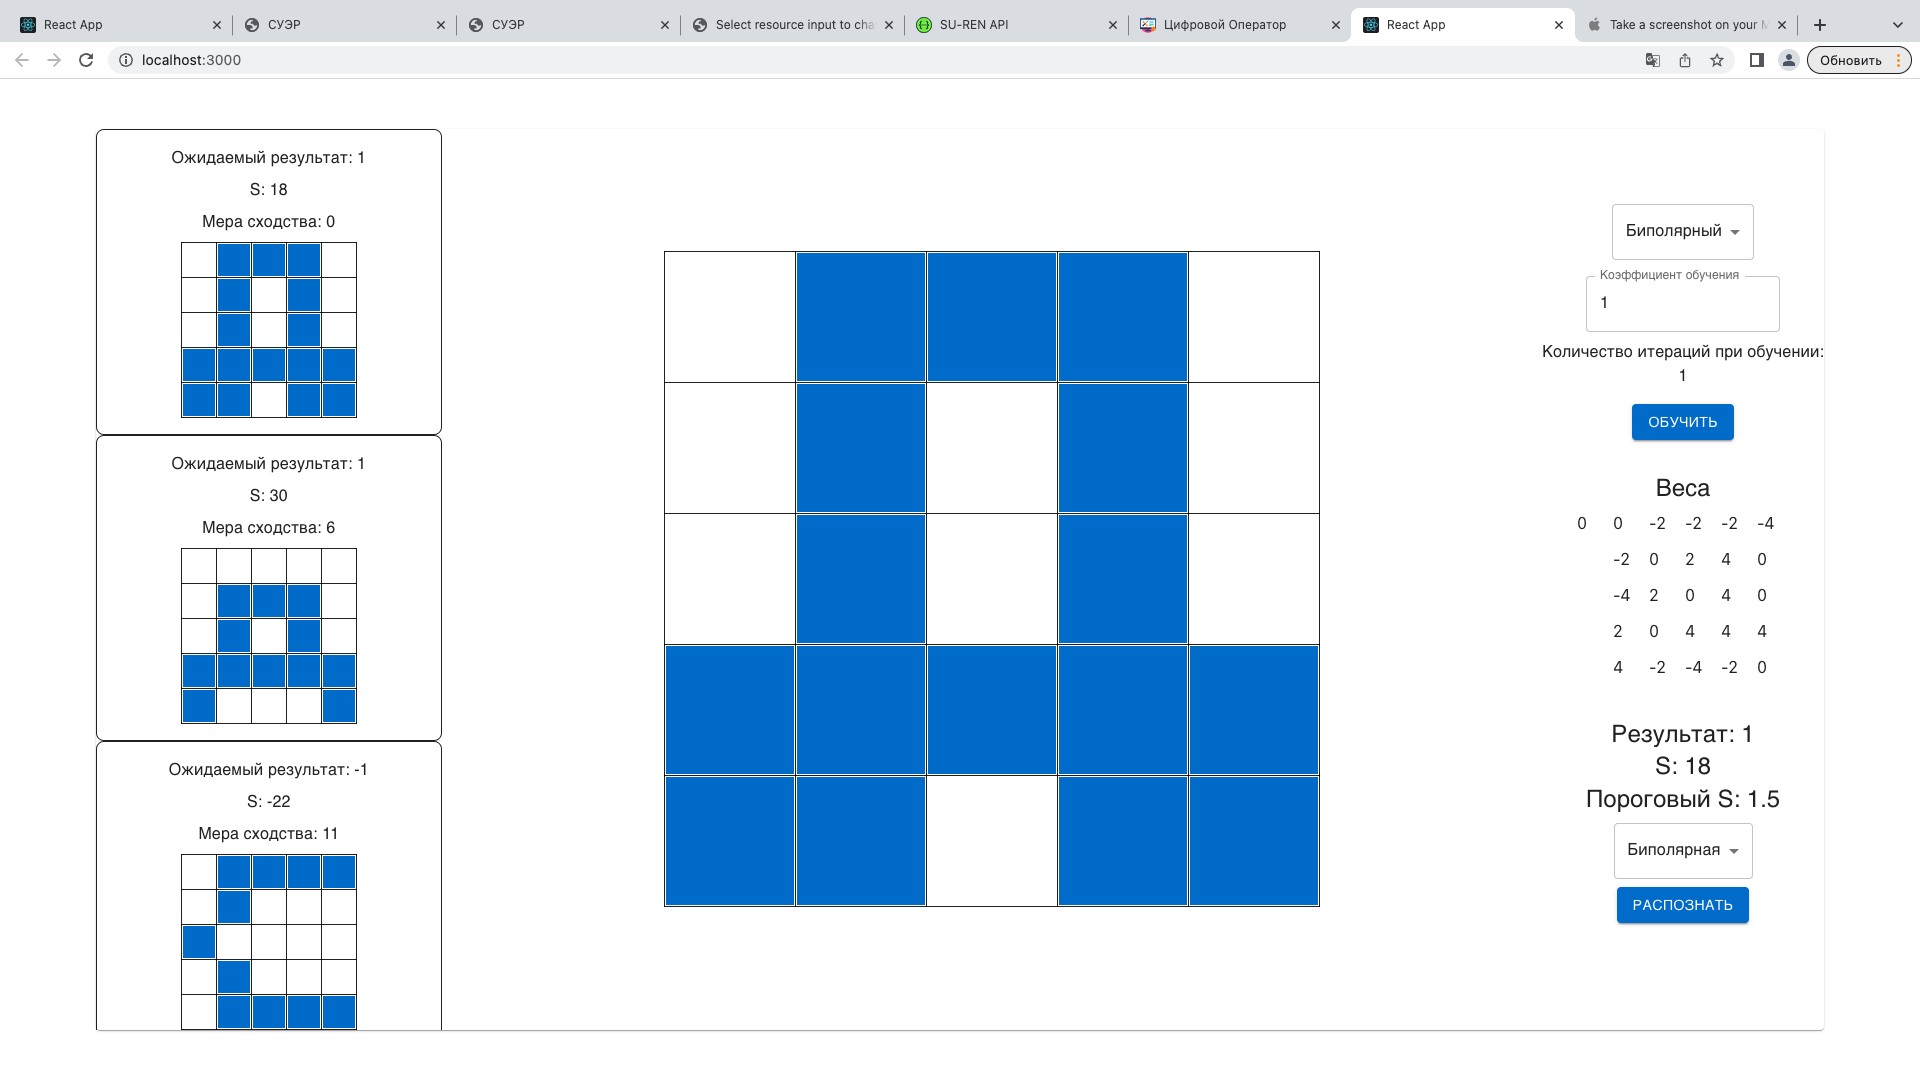 React App
СУЭР
СУЭР
Select resource input to cha
SU-REN API
Цифровой Оператор
React App
Take a screenshot on your M
localhost:3000
Обновить
Ожидаемый результат: 1
S: 18
Мера сходства: 0
Ожидаемый результат: 1
S: 30
Мера сходства: 6
Ожидаемый результат: -1
S: -22
Мера сходства: 11
Биполярный
Коэффициент обучения
1
Количество итераций при обучении:
1
ОБУЧИТЬ
Веса
0 0 -2 -2 -2 -4
-2 0 2 4 0
-4 2 0 4 0
2 0 4 4 4
4 -2 -4 -2 0
Результат: 1
S: 18
Пороговый S: 1.5
Биполярная
РАСПОЗНАТЬ